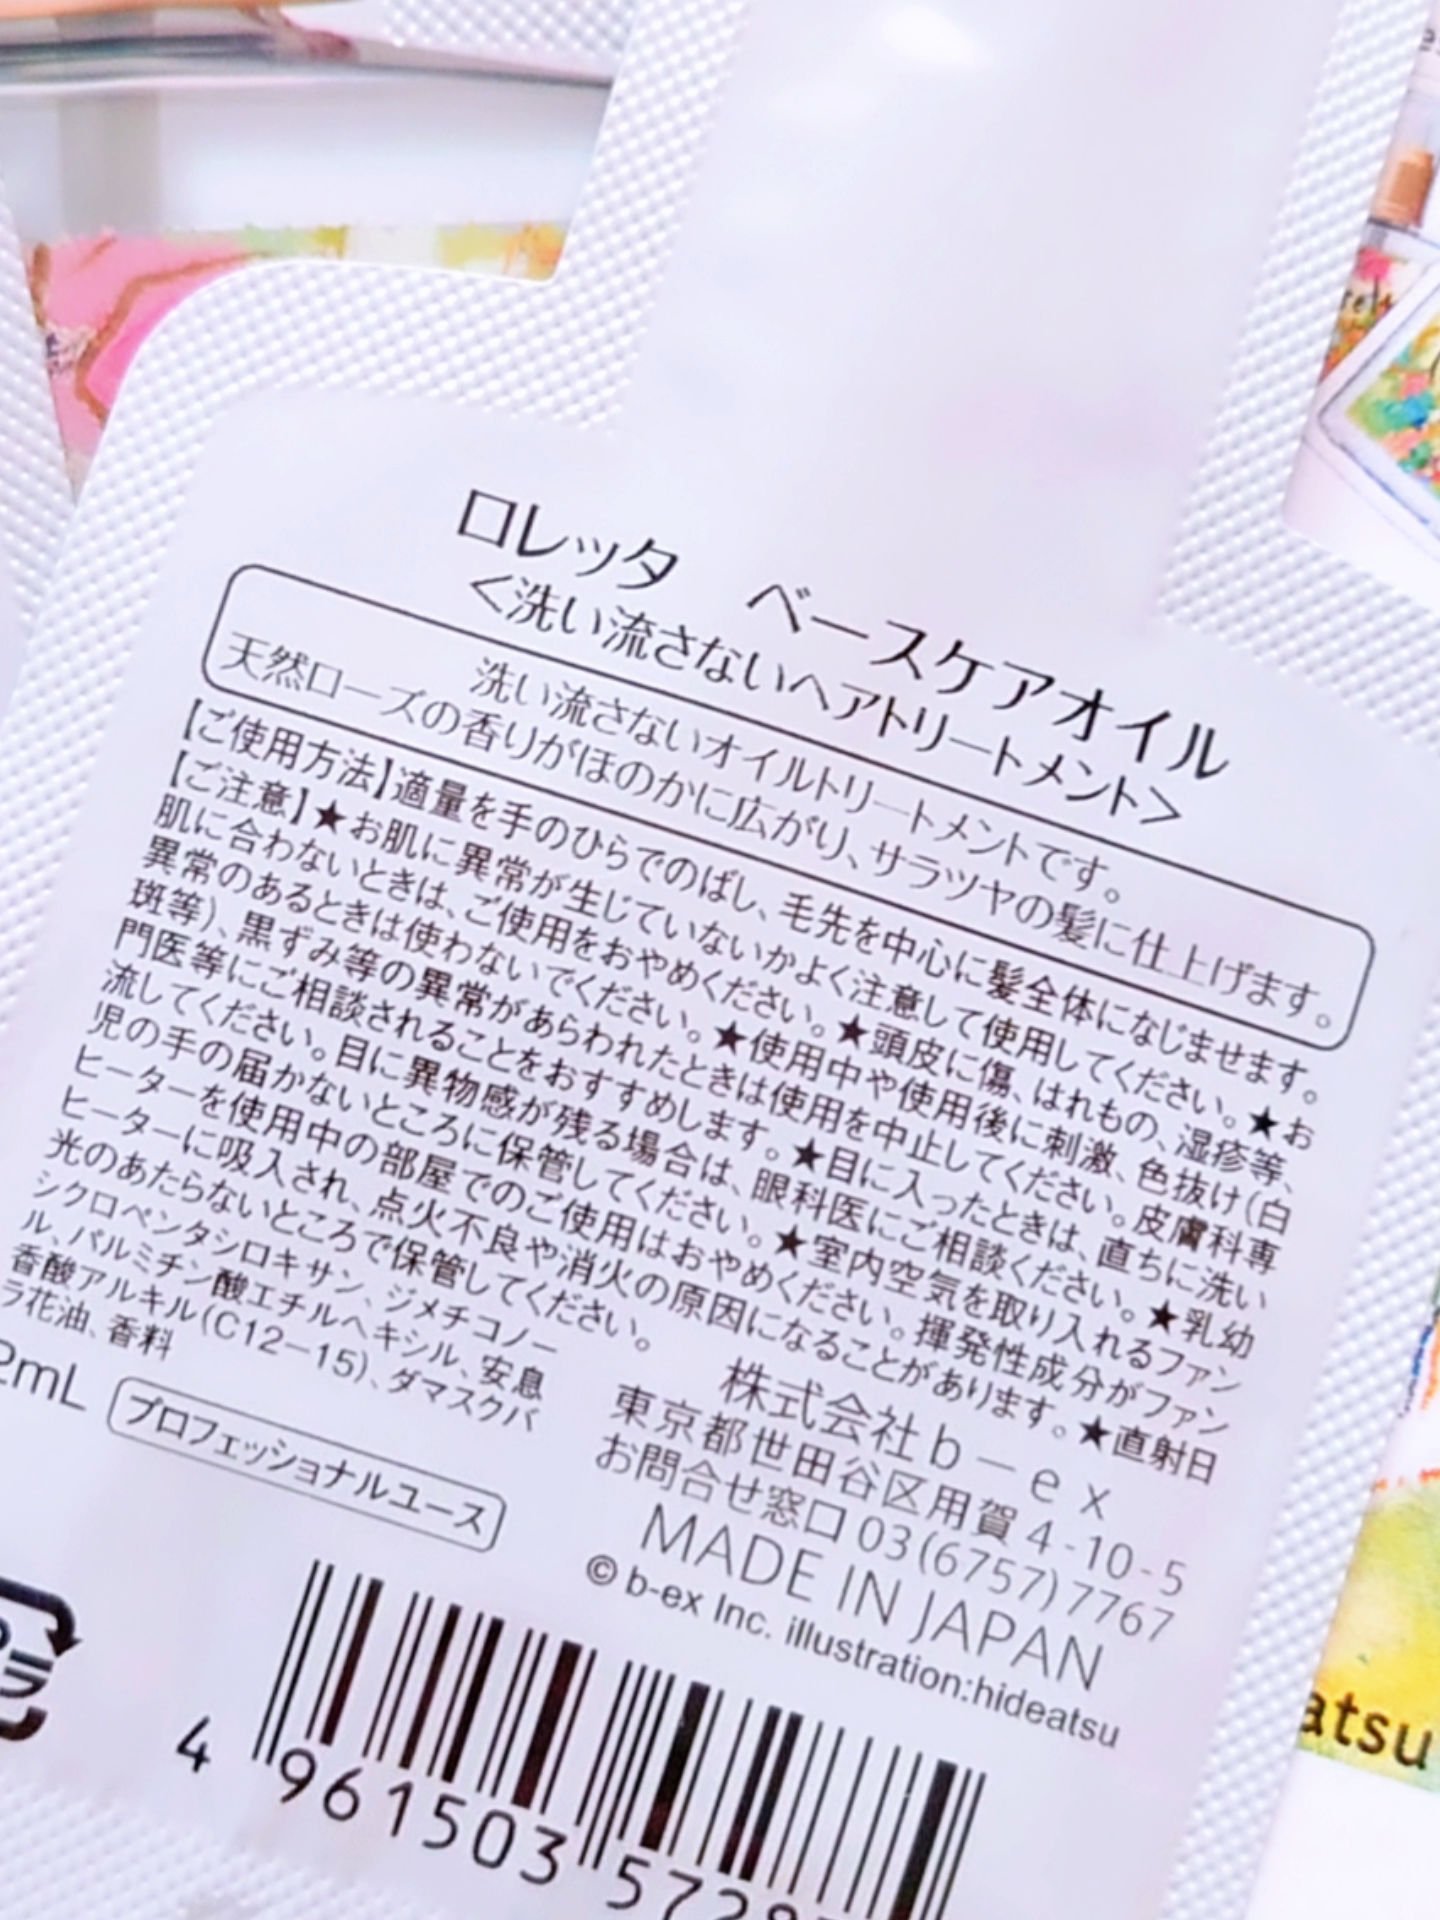 ロレッタ　ベースケアオイル
＜洗い流さないヘアトリートメント＞
洗い流さないオイルトリートメントです。
天然ローズの香りがほのかに広がり、サラツヤの髪に仕上げます。
【ご使用方法】適量を手のひらでのばし、毛先を中心に髪全体になじませます。
【ご注意】★お肌に異常が生じていないかよく注意して使用してください。★お
肌に合わないときは、ご使用をおやめください。★頭皮に傷、はれもの、湿疹等、
異常のあるときは使わないでください。★使用中や使用後に刺激、色抜け(白
斑等)、黒ずみ等の異常があらわれたときは使用を中止してください。皮膚科専
門医等にご相談されることをおすすめします。★目に入ったときは、直ちに洗い
流してください。目に異物感が残る場合は、眼科医にご相談ください。★乳幼
児の手の届かないところに保管してください。★室内空気を取り入れるファン
ヒーターを使用中の部屋でのご使用はおやめください。揮発性成分がファン
ヒーターに吸入され、点火不良や消火の原因になることがあります。★直射日
光のあたらないところで保管してください。
シクロペンタシロキサン、ジメチコノー
ル、パルミチン酸エチルヘキシル、安息
香酸アルキル(C12－15)、ダマスクバ
ラ花油、香料
2mL
プロフェッショナルユース
株式会社ｂ－ｅｘ
東京都世田谷区用賀4-10-5
お問合せ窓口 03(6757)7767
MADE IN JAPAN
© b-ex Inc. illustration:hideatsu
プラ
4 961503 5728
atsu